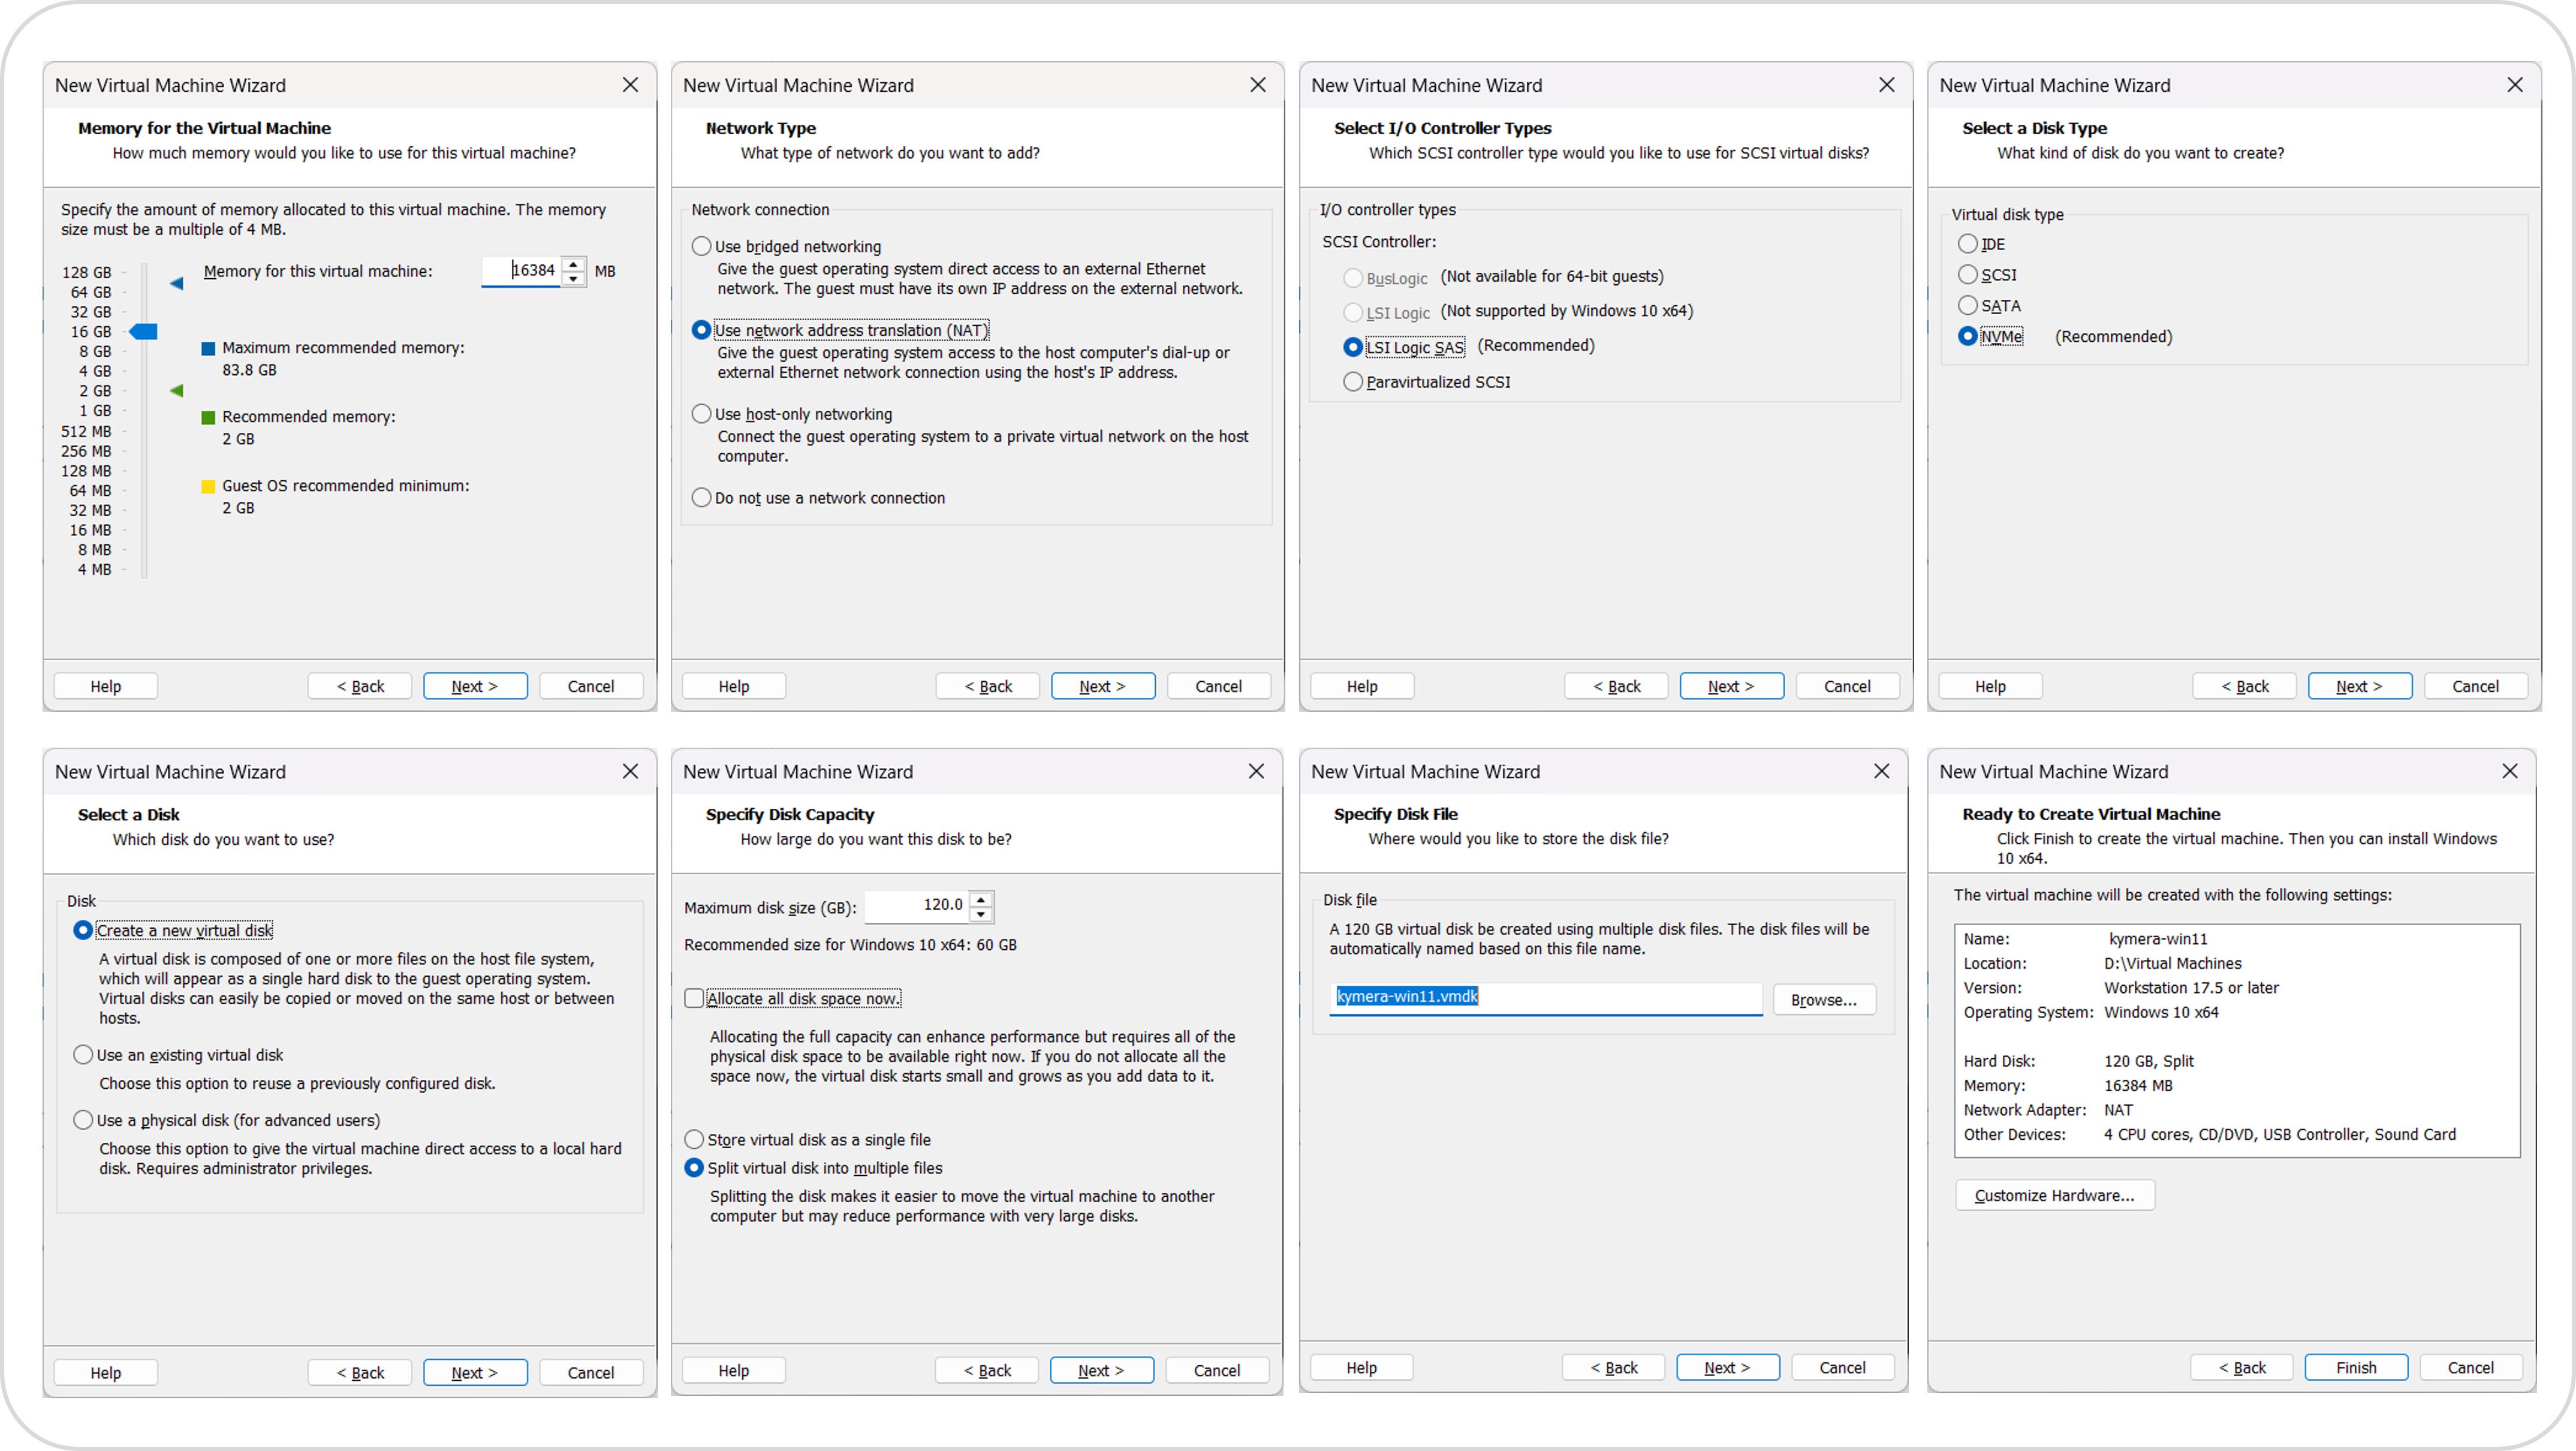 New Virtual Machine Wizard
Memory for the Virtual Machine
How much memory would you like to use for this virtual machine?
Specify the amount of memory allocated to this virtual machine. The memory
size must be a multiple of 4 MB.
128 GB
64 GB
32 GB
16 GB
8 GB
4 GB
2 GB
1 GB
512 MB
256 MB
128 MB
64 MB
32 MB
16 MB
8 MB
4 MB
Memory for this virtual machine: 16384 MB
Maximum recommended memory:
83.8 GB
Recommended memory:
2 GB
Guest OS recommended minimum:
2 GB
Help < Back Next > Cancel
New Virtual Machine Wizard
Network Type
What type of network do you want to add?
Network connection
Use bridged networking
Give the guest operating system direct access to an external Ethernet
network. The guest must have its own IP address on the external network.
Use network address translation (NAT)
Give the guest operating system access to the host computer's dial-up or
external Ethernet network connection using the host's IP address.
Use host-only networking
Connect the guest operating system to a private virtual network on the host
computer.
Do not use a network connection
Help < Back Next > Cancel
New Virtual Machine Wizard
Select I/O Controller Types
Which SCSI controller type would you like to use for SCSI virtual disks?
I/O controller types
SCSI Controller:
BusLogic (Not available for 64-bit guests)
LSI Logic (Not supported by Windows 10 x64)
LSI Logic SAS (Recommended)
Paravirtualized SCSI
Help < Back Next > Cancel
New Virtual Machine Wizard
Select a Disk Type
What kind of disk do you want to create?
Virtual disk type
IDE
SCSI
SATA
NVMe (Recommended)
Help < Back Next > Cancel
New Virtual Machine Wizard
Select a Disk
Which disk do you want to use?
Disk
Create a new virtual disk
A virtual disk is composed of one or more files on the host file system,
which will appear as a single hard disk to the guest operating system.
Virtual disks can easily be copied or moved on the same host or between
hosts.
Use an existing virtual disk
Choose this option to reuse a previously configured disk.
Use a physical disk (for advanced users)
Choose this option to give the virtual machine direct access to a local hard
disk. Requires administrator privileges.
Help < Back Next > Cancel
New Virtual Machine Wizard
Specify Disk Capacity
How large do you want this disk to be?
Maximum disk size (GB): 120.0
Recommended size for Windows 10 x64: 60 GB
Allocate all disk space now.
Allocating the full capacity can enhance performance but requires all of the
physical disk space to be available right now. If you do not allocate all the
space now, the virtual disk starts small and grows as you add data to it.
Store virtual disk as a single file
Split virtual disk into multiple files
Splitting the disk makes it easier to move the virtual machine to another
computer but may reduce performance with very large disks.
Help < Back Next > Cancel
New Virtual Machine Wizard
Specify Disk File
Where would you like to store the disk file?
Disk file
A 120 GB virtual disk be created using multiple disk files. The disk files will be
automatically named based on this file name.
kymera-win11.vmdk Browse...
Help < Back Next > Cancel
New Virtual Machine Wizard
Ready to Create Virtual Machine
Click Finish to create the virtual machine. Then you can install Windows
10 x64.
The virtual machine will be created with the following settings:
Name: kymera-win11
Location: D:\Virtual Machines
Version: Workstation 17.5 or later
Operating System: Windows 10 x64
Hard Disk: 120 GB, Split
Memory: 16384 MB
Network Adapter: NAT
Other Devices: 4 CPU cores, CD/DVD, USB Controller, Sound Card
Customize Hardware...
< Back Finish Cancel